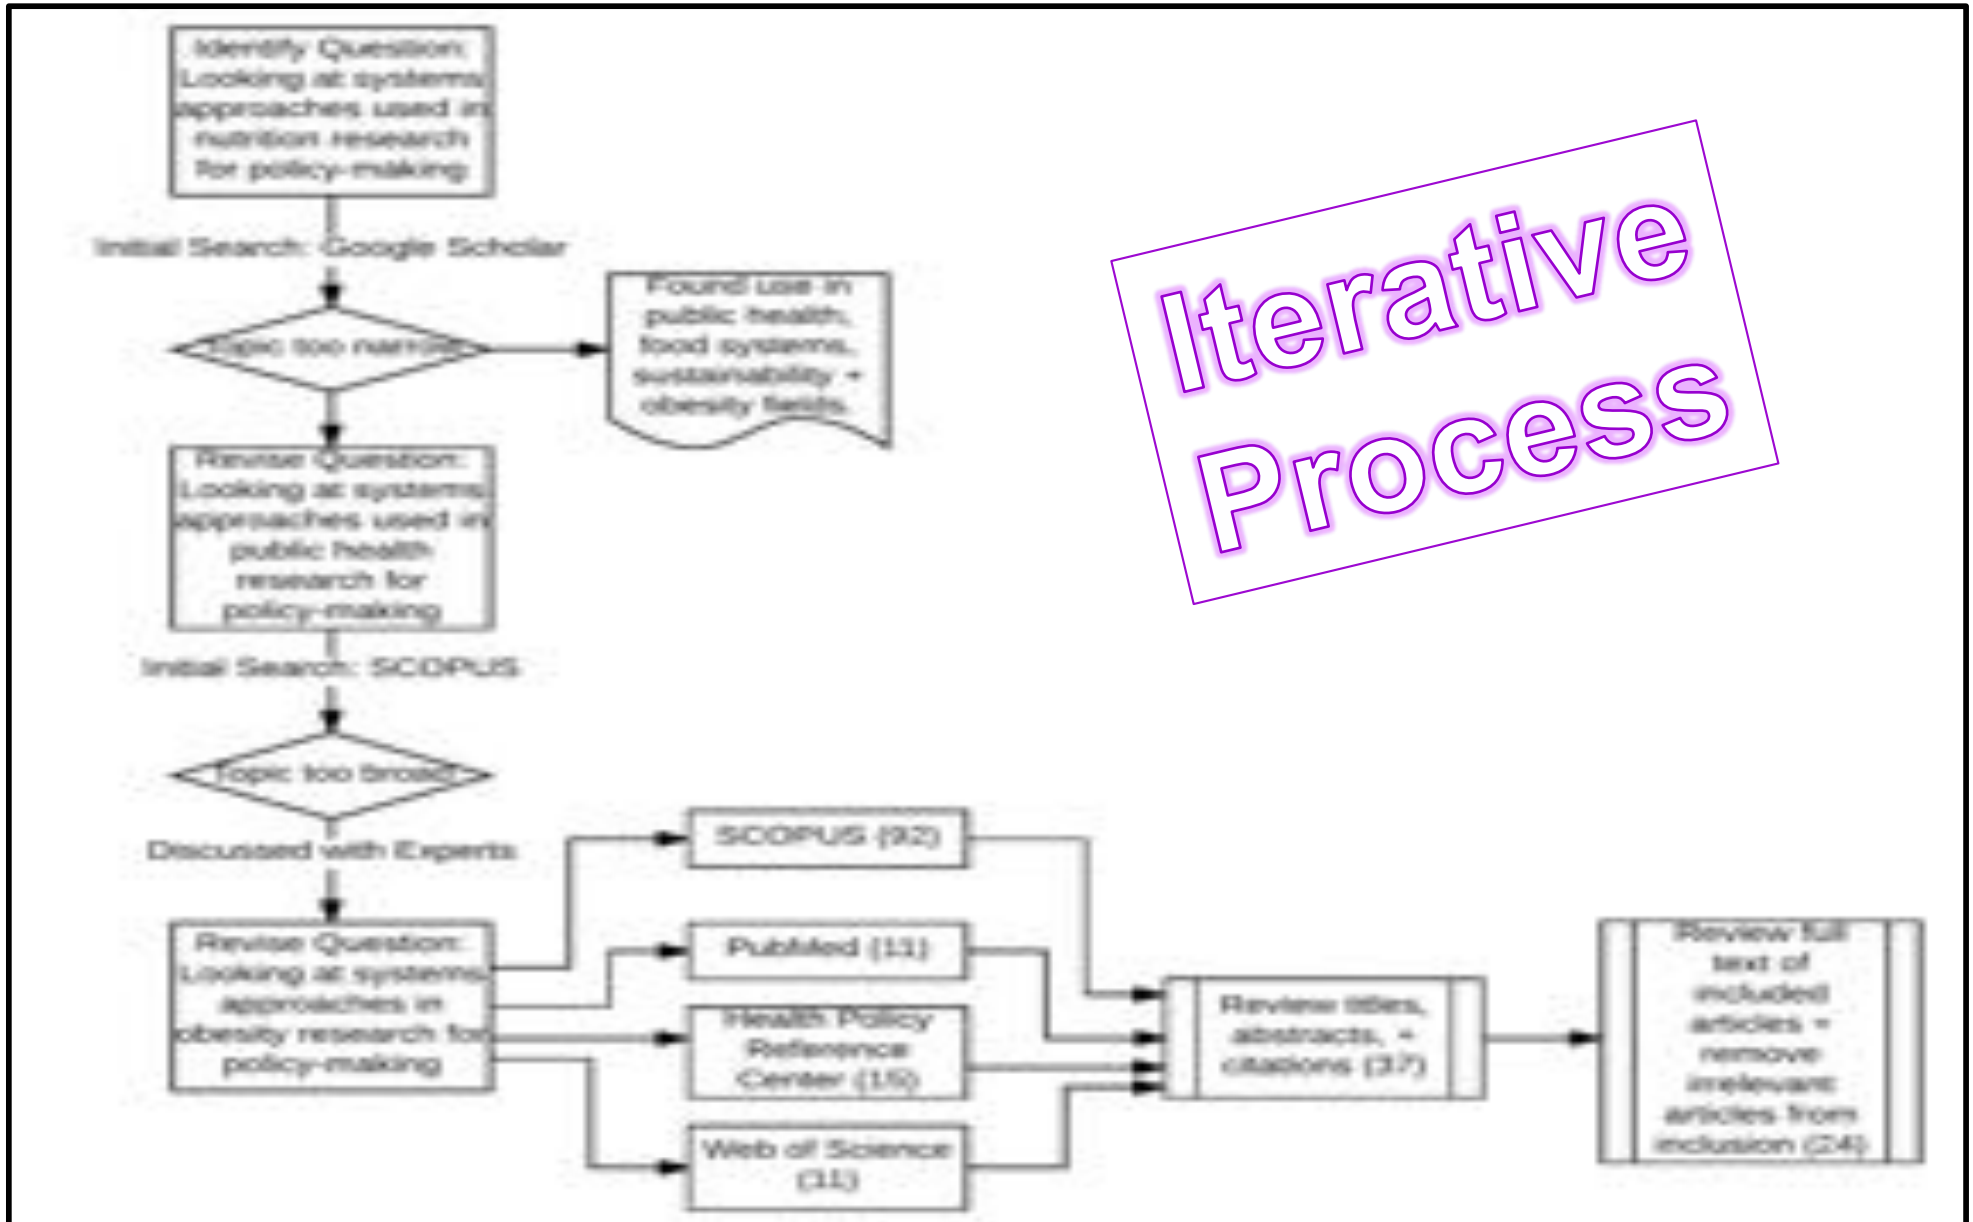 Identify Question:
Looking at systems
approaches used in
nutrition research
for policy-making
Initial Search: Google Scholar
Topic too narrow
Found use in
public health,
food systems,
sustainability +
obesity fields.
Revise Question:
Looking at systems
approaches used in
public health
research for
policy-making
Initial Search: SCOPUS
Topic too broad
Discussed with Experts
Revise Question:
Looking at systems
approaches in
obesity research for
policy-making
SCOPUS (92)
PubMed (11)
Health Policy
Reference
Center (15)
Web of Science
Review titles,
abstracts, +
citations (37)
Review full
text of
included
articles +
remove
irrelevant
articles from
inclusion (24)
Iterative
Process